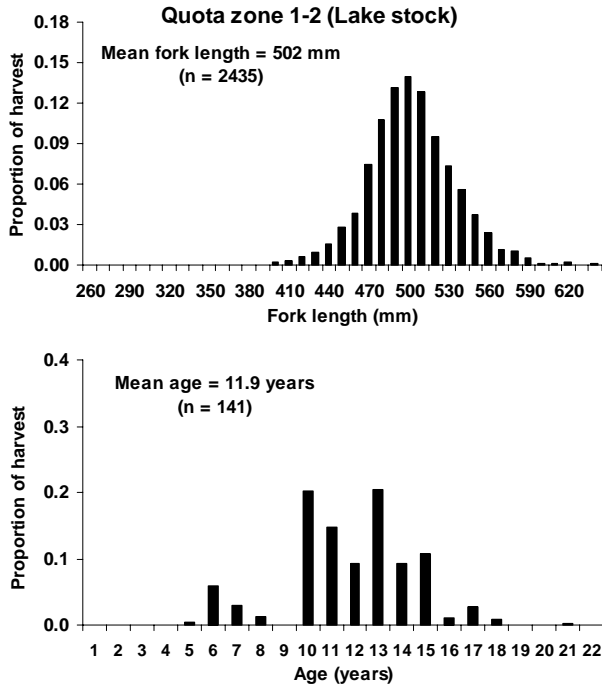 Quota zone 1-2 (Lake stock)
Mean fork length = 502 mm
(n = 2435)
Proportion of harvest
0.18
0.15
0.12
0.09
0.06
0.03
0.00
260 290 320 350 380 410 440 470 500 530 560 590 620
Fork length (mm)
Mean age = 11.9 years
(n = 141)
Proportion of harvest
0.4
0.3
0.2
0.1
0.0
1 2 3 4 5 6 7 8 9 10 11 12 13 14 15 16 17 18 19 20 21 22
Age (years)